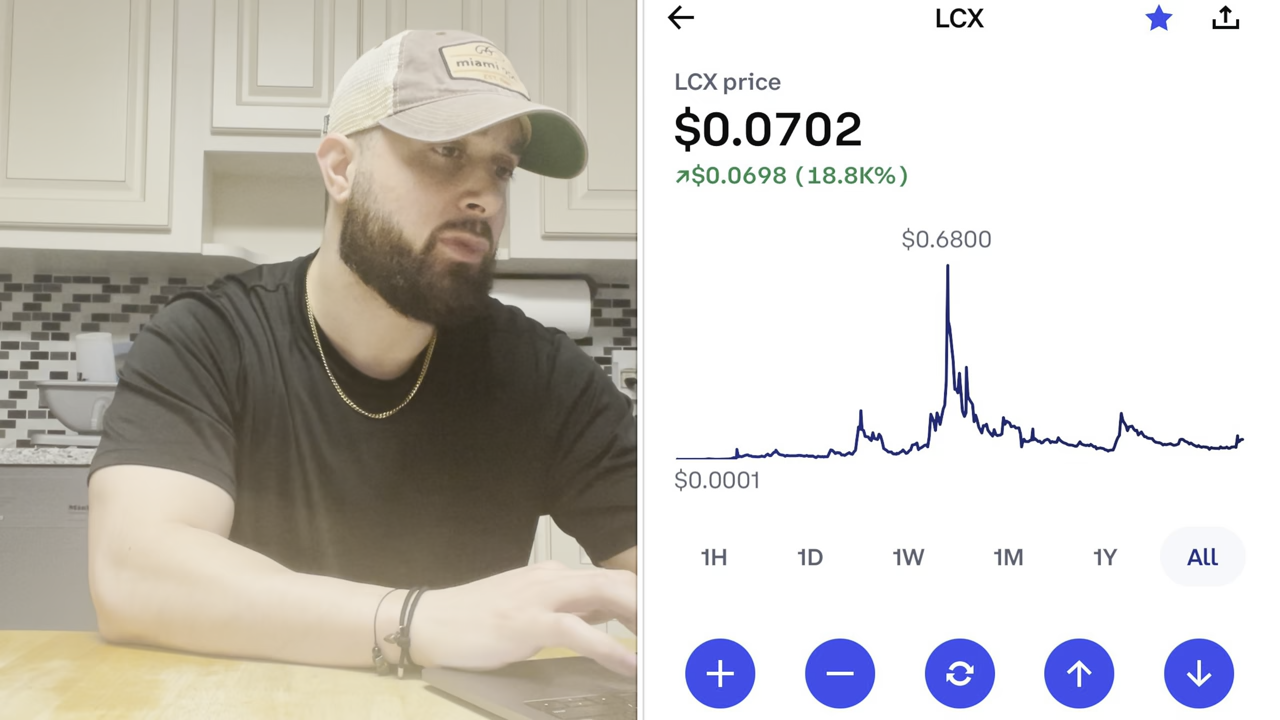 miami
LCX
LCX price
$0.0702
↗$0.0698 (18.8K%)
$0.6800
$0.0001
1H 1D 1W 1M 1Y All